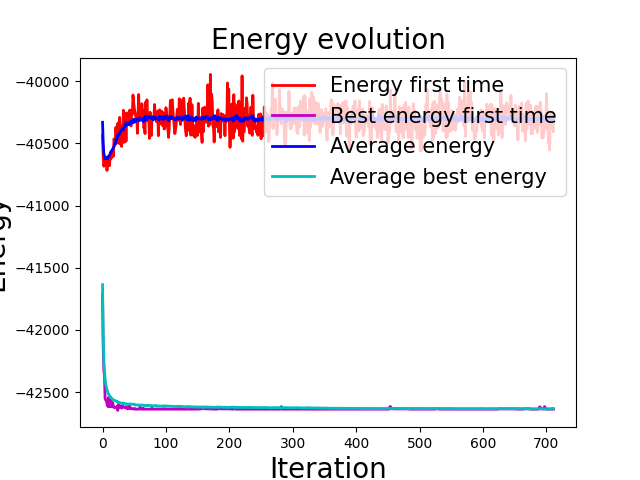 Energy evolution
Energy
−40000
−40500
−41000
−41500
−42000
−42500
Energy first time
Best energy first time
Average energy
Average best energy
0 100 200 300 400 500 600 700
Iteration